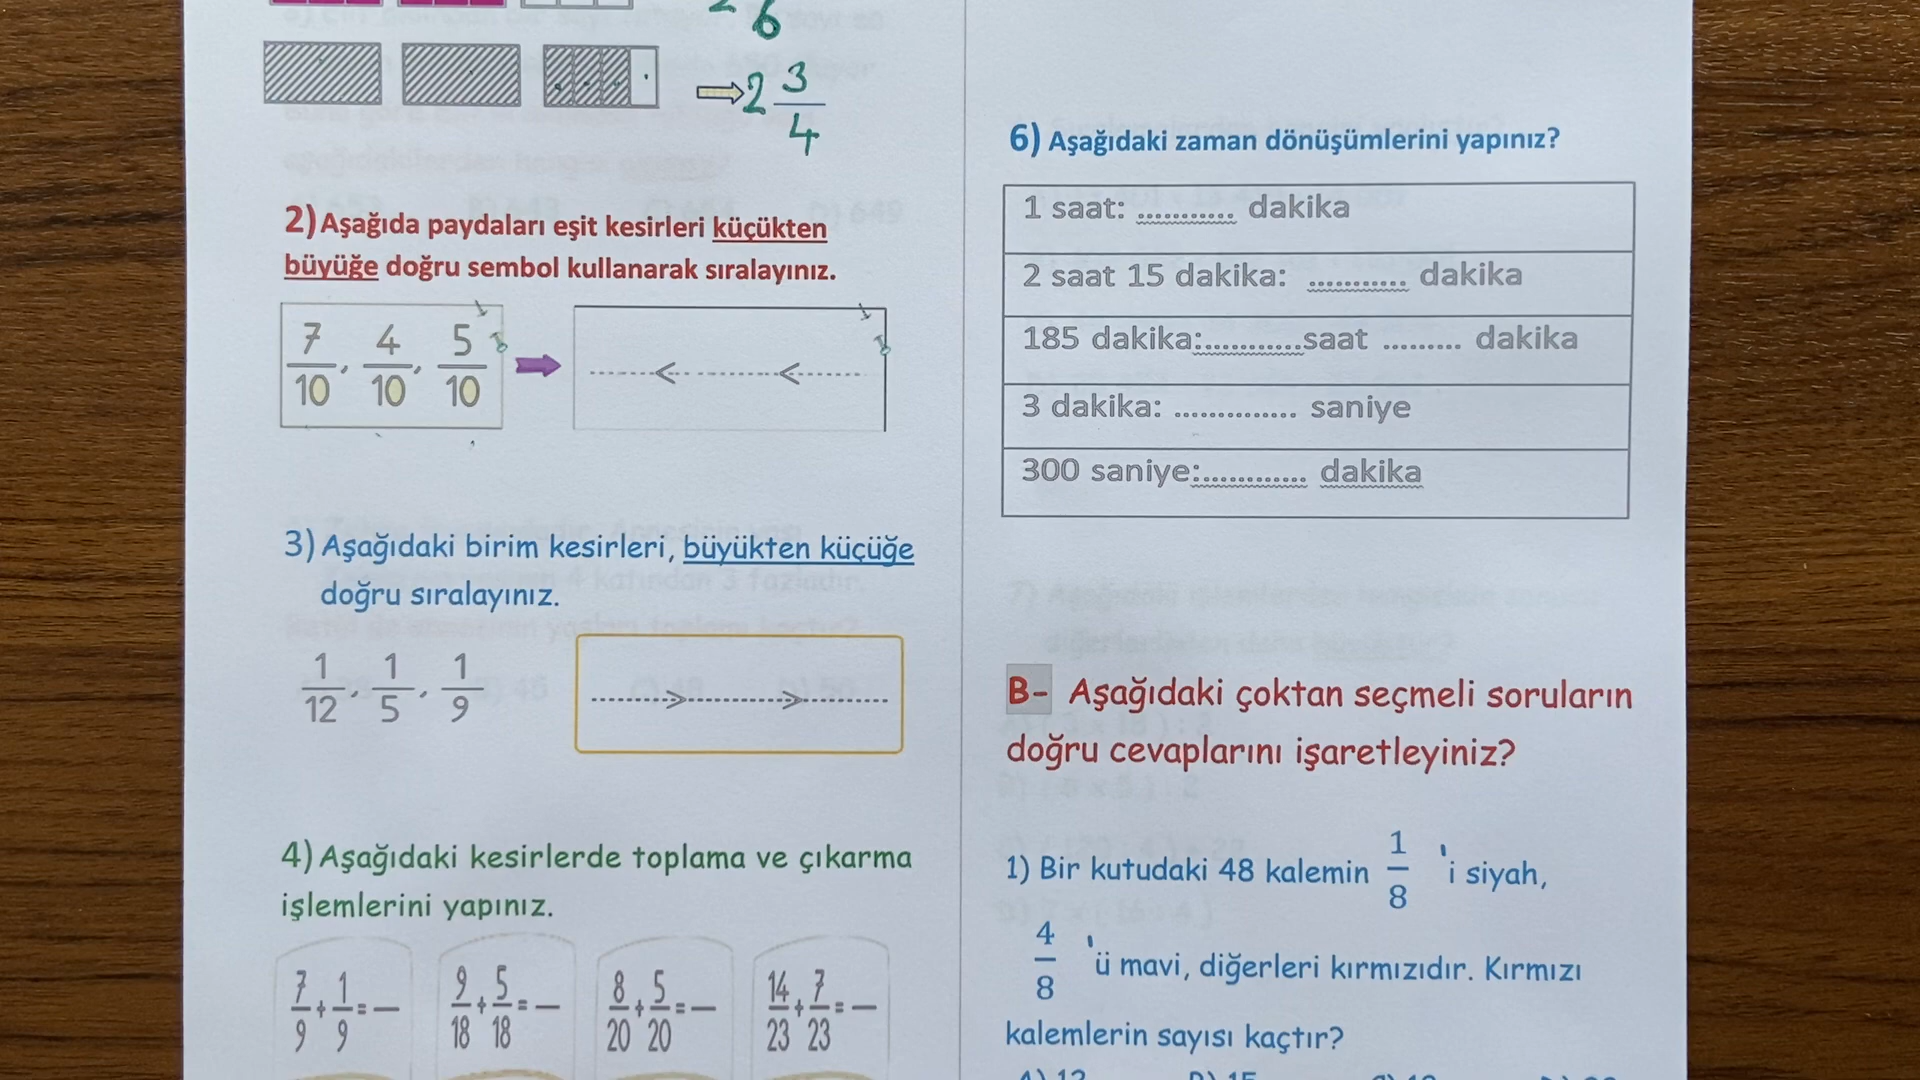 6
2 3/4
2) Aşağıda paydaları eşit kesirleri küçükten
büyüğe doğru sembol kullanarak sıralayınız.
7/10, 4/10, 5/10
............<............<............
3) Aşağıdaki birim kesirleri, büyükten küçüğe
doğru sıralayınız.
1/12, 1/5, 1/9
............>............>............
4) Aşağıdaki kesirlerde toplama ve çıkarma
işlemlerini yapınız.
7/9 + 1/9 = — 9/18 + 5/18 = — 8/20 + 5/20 = — 14/23 + 7/23 = —
6) Aşağıdaki zaman dönüşümlerini yapınız?
1 saat: ........... dakika
2 saat 15 dakika: ........... dakika
185 dakika:...........saat ......... dakika
3 dakika: .............. saniye
300 saniye:............. dakika
B- Aşağıdaki çoktan seçmeli soruların
doğru cevaplarını işaretleyiniz?
1) Bir kutudaki 48 kalemin 1/8 'i siyah,
4/8 'ü mavi, diğerleri kırmızıdır. Kırmızı
kalemlerin sayısı kaçtır?